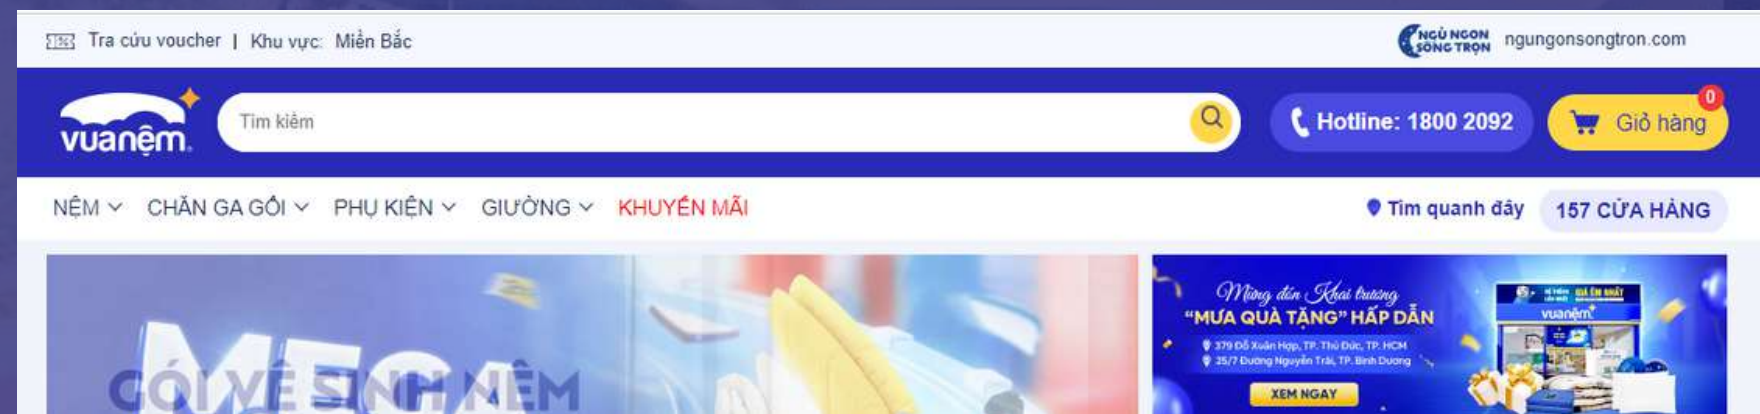 Tra cứu voucher | Khu vực: Miền Bắc
NGỦ NGON
SỐNG TRỌN
ngungonsongtron.com
vuanệm.
Tìm kiếm
Hotline: 1800 2092
0
Giỏ hàng
NỆM CHĂN GA GỐI PHỤ KIỆN GIƯỜNG KHUYẾN MÃI
Tìm quanh đây 157 CỬA HÀNG
MEGA
GÓI VỆ SINH NỆM
Mừng đón Khai trương
“MƯA QUÀ TẶNG” HẤP DẪN
379 Đỗ Xuân Hợp, TP. Thủ Đức, TP. HCM
25/7 Đường Nguyễn Trãi, TP. Bình Dương
XEM NGAY
vuanệm